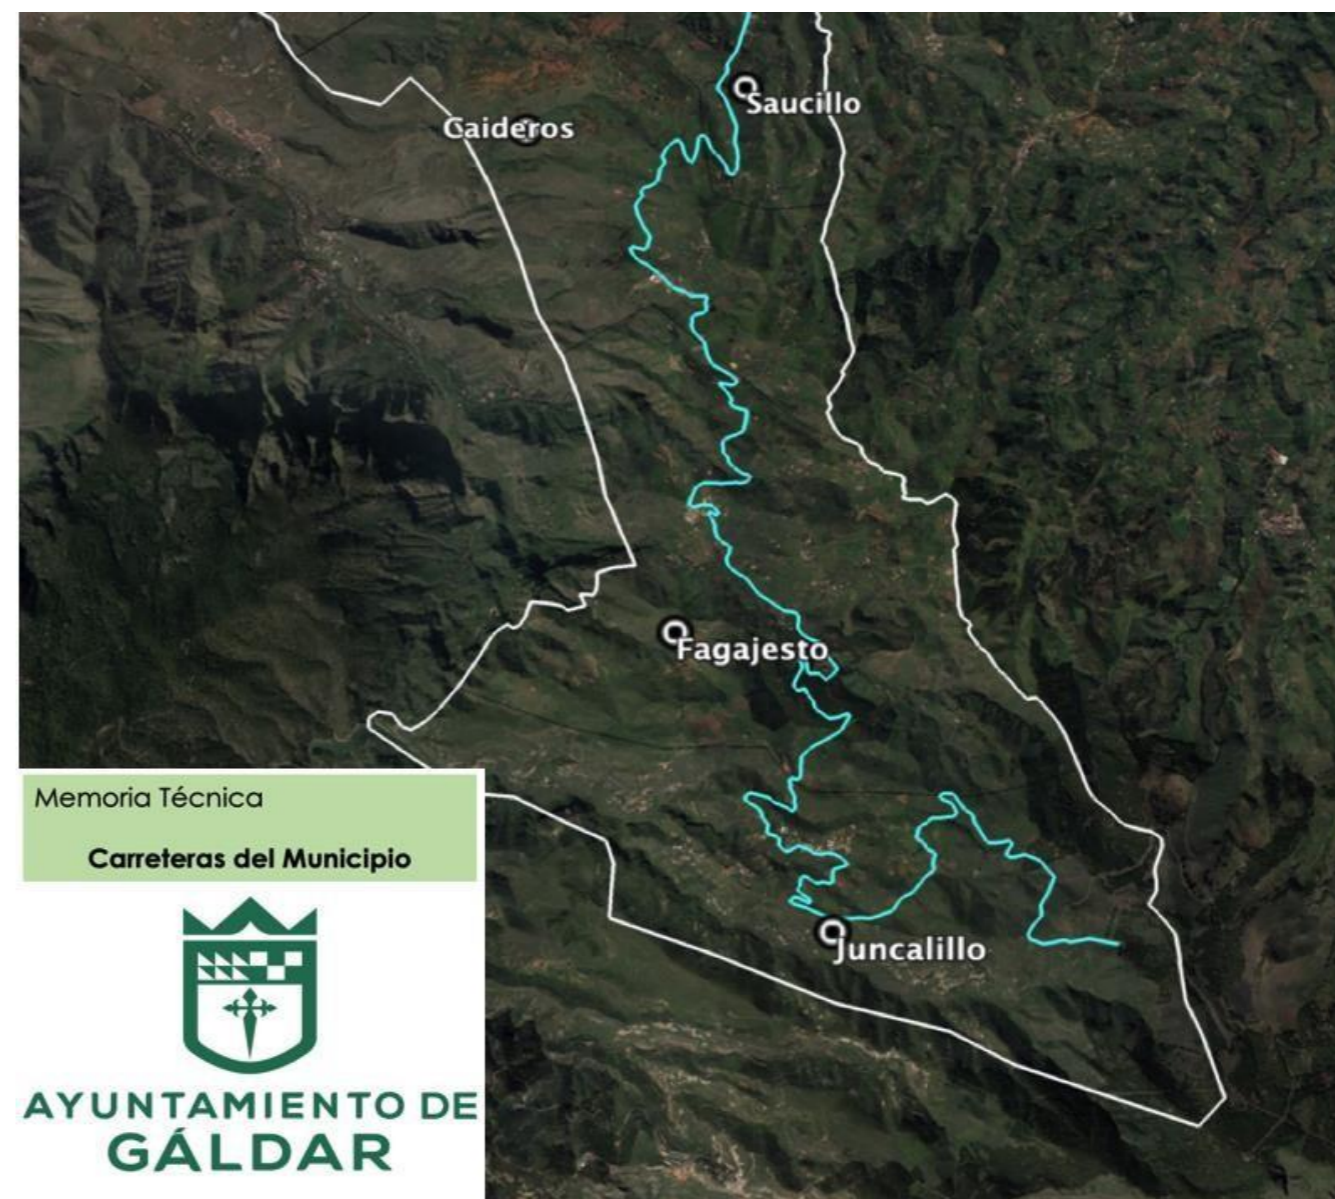 Saucillo
Caideros
Fagajesto
Juncalillo
Memoria Técnica
Carreteras del Municipio
AYUNTAMIENTO DE
GÁLDAR